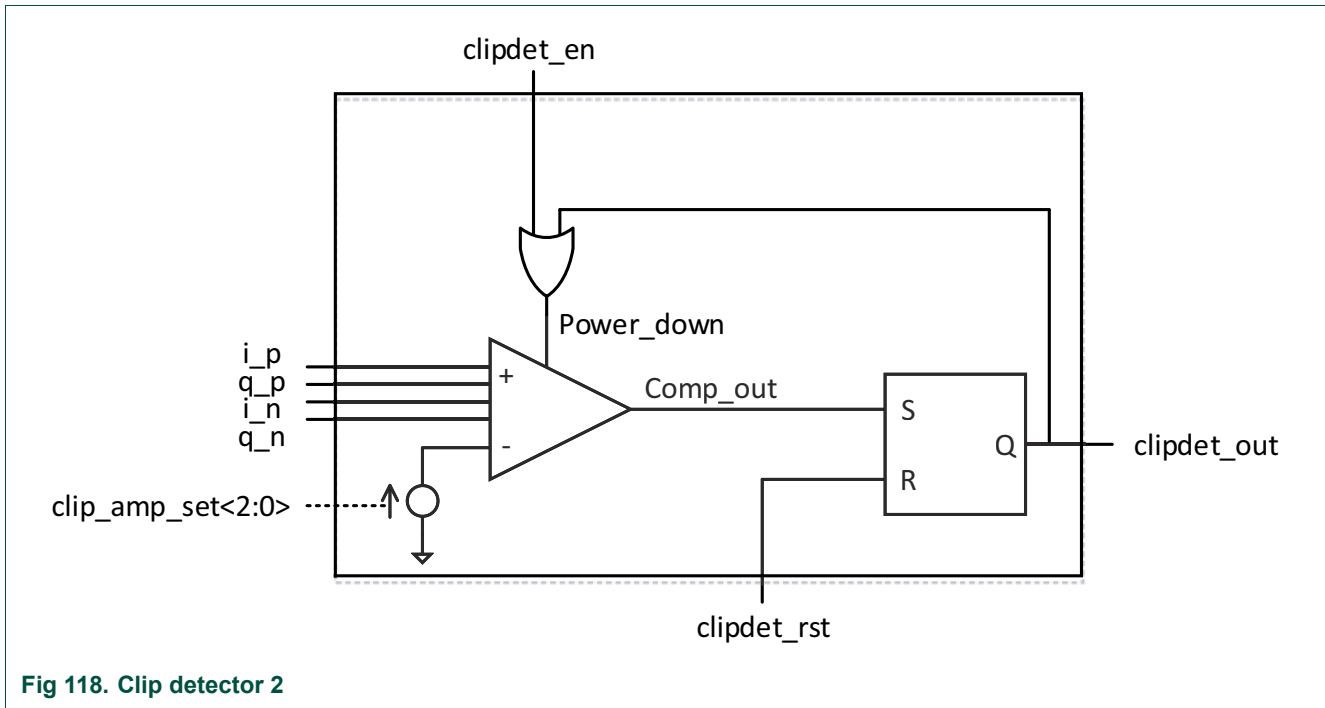 clipdet_en
Power_down
i_p
q_p
i_n
q_n
+
-
Comp_out
S
R
Q
clipdet_out
clip_amp_set<2:0>
clipdet_rst
Fig 118. Clip detector 2